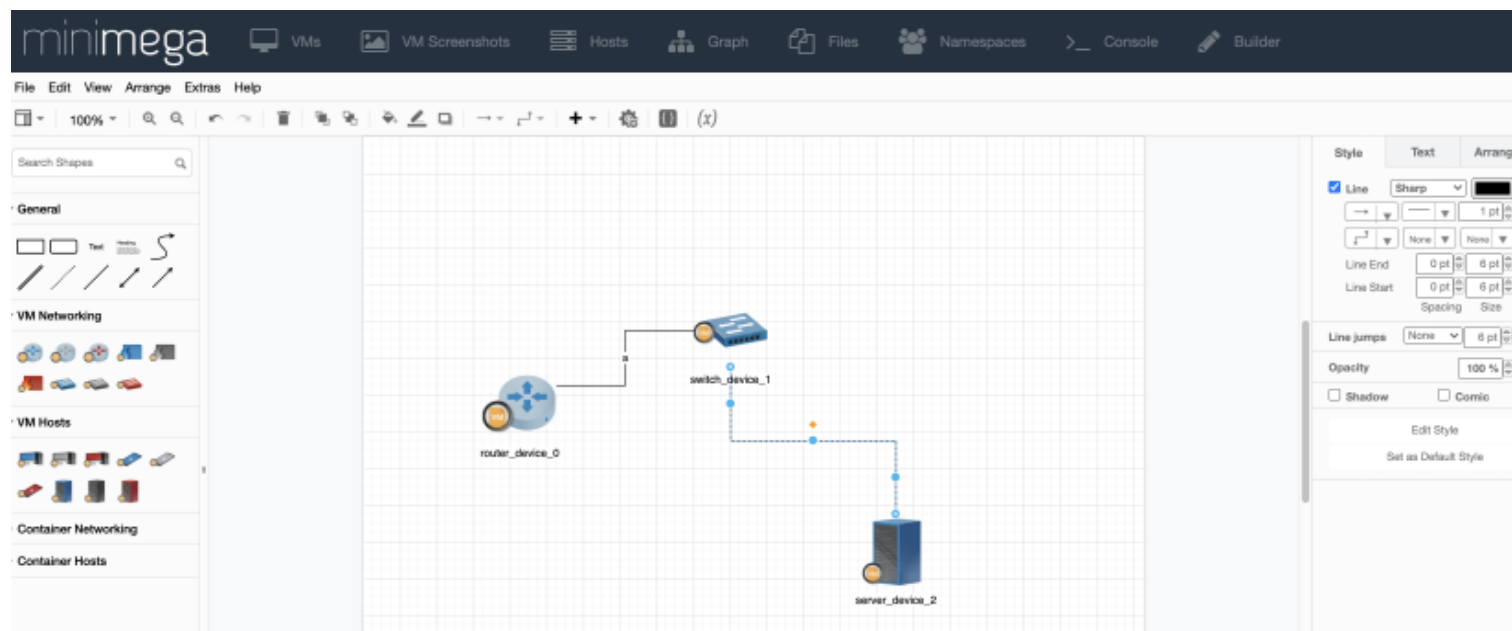 minimega VMs VM Screenshots Hosts Graph Files Namespaces >_ Console Builder
File Edit View Arrange Extras Help
100% (x)
Search Shapes
Style Text Arrang
Line Sharp
General
1 pt
Text Heading
None None
Line End 0 pt 6 pt
Line Start 0 pt 6 pt
Spacing Size
VM Networking
Line jumps None 6 pt
a
Opacity 100 %
switch_device_1
Shadow Comic
VM
VM Hosts
Edit Style
router_device_0
Set as Default Style
Container Networking
Container Hosts
server_device_2